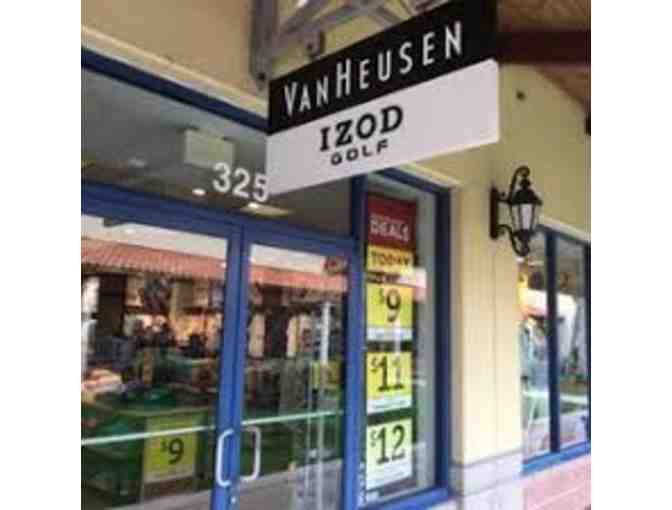 VANHEUSEN
IZOD
GOLF
325
DEALS
TODAY
$9
$11
$12
$9